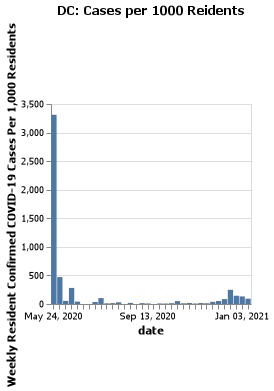 DC: Cases per 1000 Reidents
Weekly Resident Confirmed COVID-19 Cases Per 1,000 Residents
3,500
3,000
2,500
2,000
1,500
1,000
500
0
May 24, 2020
Sep 13, 2020
Jan 03, 2021
date